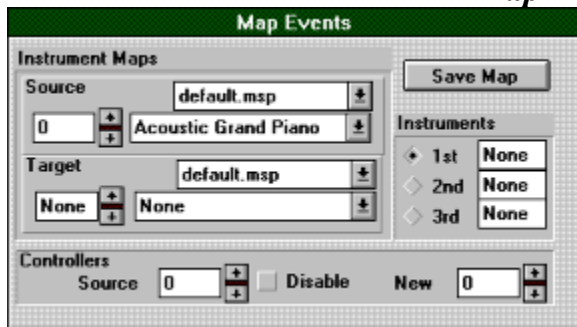 Map Events
Instrument Maps
Save Map
Source
default.msp
0
Acoustic Grand Piano
Target
default.msp
None
None
Instruments
1st None
2nd None
3rd None
Controllers
Source 0 Disable New 0